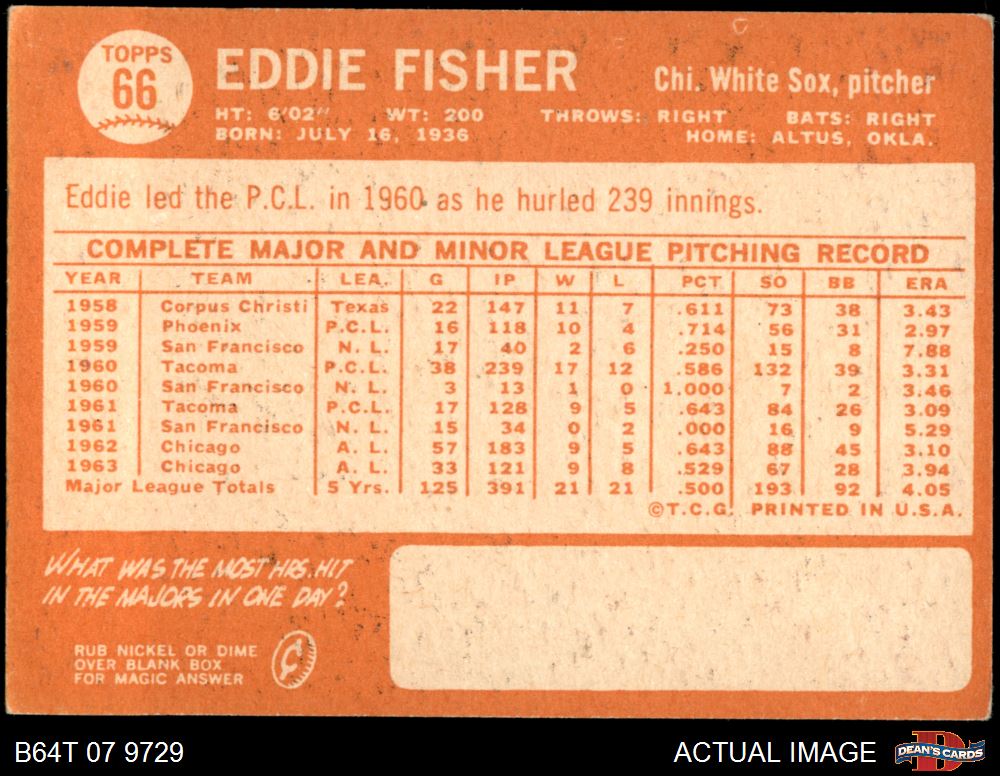 TOPPS
66
EDDIE FISHER
Chi. White Sox, pitcher
HT: 6'02" WT: 200 THROWS: RIGHT BATS: RIGHT
BORN: JULY 16, 1936 HOME: ALTUS, OKLA.
Eddie led the P.C.L. in 1960 as he hurled 239 innings.
COMPLETE MAJOR AND MINOR LEAGUE PITCHING RECORD
YEAR TEAM LEA. G IP W L PCT SO BB ERA
1958 Corpus Christi Texas 22 147 11 7 .611 73 38 3.43
1959 Phoenix P.C.L. 16 118 10 4 .714 56 31 2.97
1959 San Francisco N. L. 17 40 2 6 .250 15 8 7.88
1960 Tacoma P.C.L. 38 239 17 12 .586 132 39 3.31
1960 San Francisco N. L. 3 13 1 0 1.000 7 2 3.46
1961 Tacoma P.C.L. 17 128 9 5 .643 84 26 3.09
1961 San Francisco N. L. 15 34 0 2 .000 16 9 5.29
1962 Chicago A. L. 57 183 9 5 .643 88 45 3.10
1963 Chicago A. L. 33 121 9 8 .529 67 28 3.94
Major League Totals 5 Yrs. 125 391 21 21 .500 193 92 4.05
©T.C.G. PRINTED IN U.S.A.
WHAT WAS THE MOST HRS. HIT
IN THE MAJORS IN ONE DAY?
RUB NICKEL OR DIME
OVER BLANK BOX
FOR MAGIC ANSWER
B64T 07 9729
ACTUAL IMAGE
DEAN'S CARDS